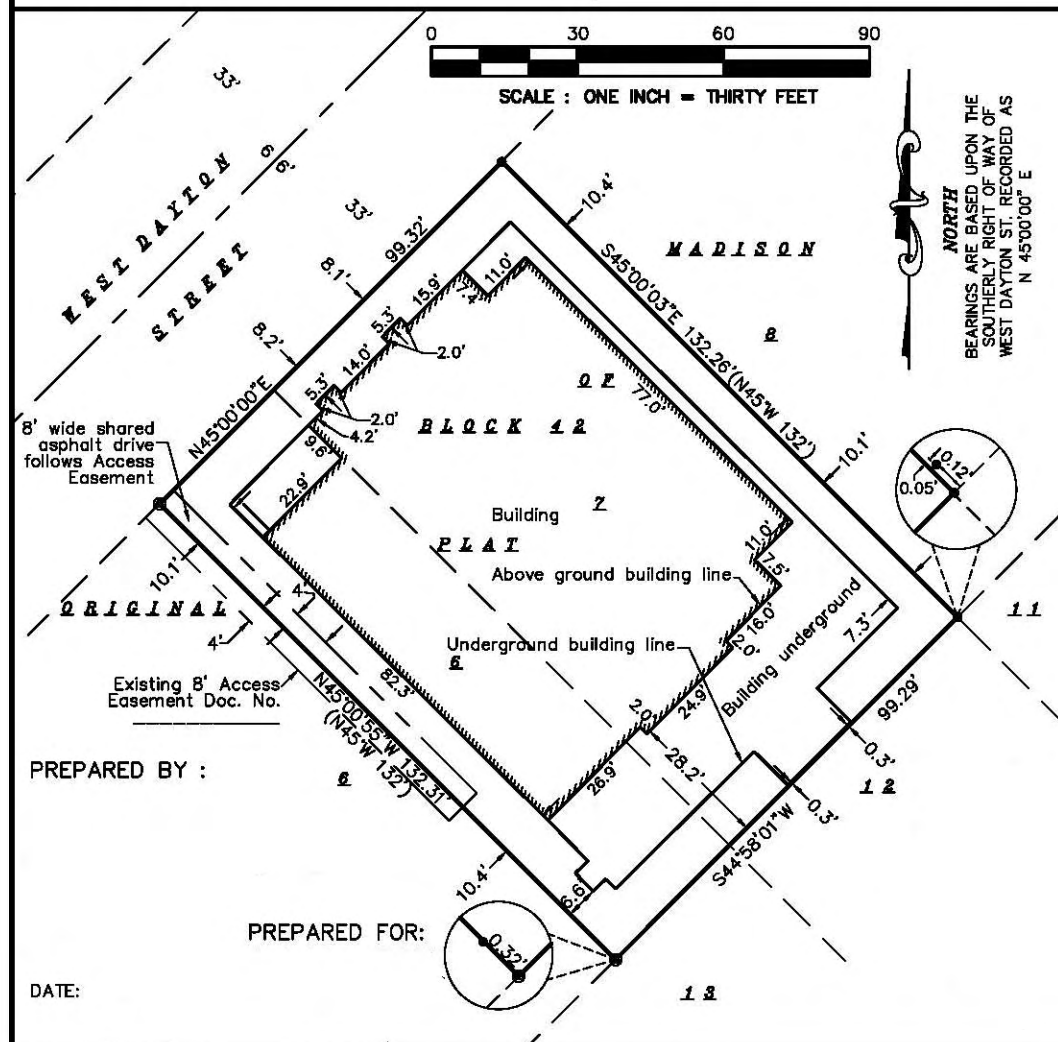 0 30 60 90
SCALE : ONE INCH = THIRTY FEET
NORTH
BEARINGS ARE BASED UPON THE
SOUTHERLY RIGHT OF WAY OF
WEST DAYTON ST. RECORDED AS
N 45°00'00" E
33'
66'
33'
WEST DAYTON
STREET
99.32'
N45°00'00"E
8.1'
8.2'
10.4'
S45°00'03"E 132.26'(N45°W 132')
10.1'
MADISON
8
15.9'
7.4'
11.0'
5.3'
2.0'
14.0'
5.3'
2.0'
4.2'
9.6'
22.9'
77.0'
OF
BLOCK 42
8' wide shared
asphalt drive
follows Access
Easement
Building
7
PLAT
Above ground building line
Underground building line
11.0'
7.5'
16.0'
2.0'
24.9'
2.0'
28.2'
26.9'
Building underground
7.3'
0.12'
0.05'
11
10.1'
ORIGINAL
4'
4'
Existing 8' Access
Easement Doc. No.
82.3'
6
N45°00'55"W 132.31'
(N45°W 132')
99.29'
0.3'
12
0.3'
S44°58'01"W
PREPARED BY :
6
10.4'
6.6'
PREPARED FOR:
0.32'
DATE:
13